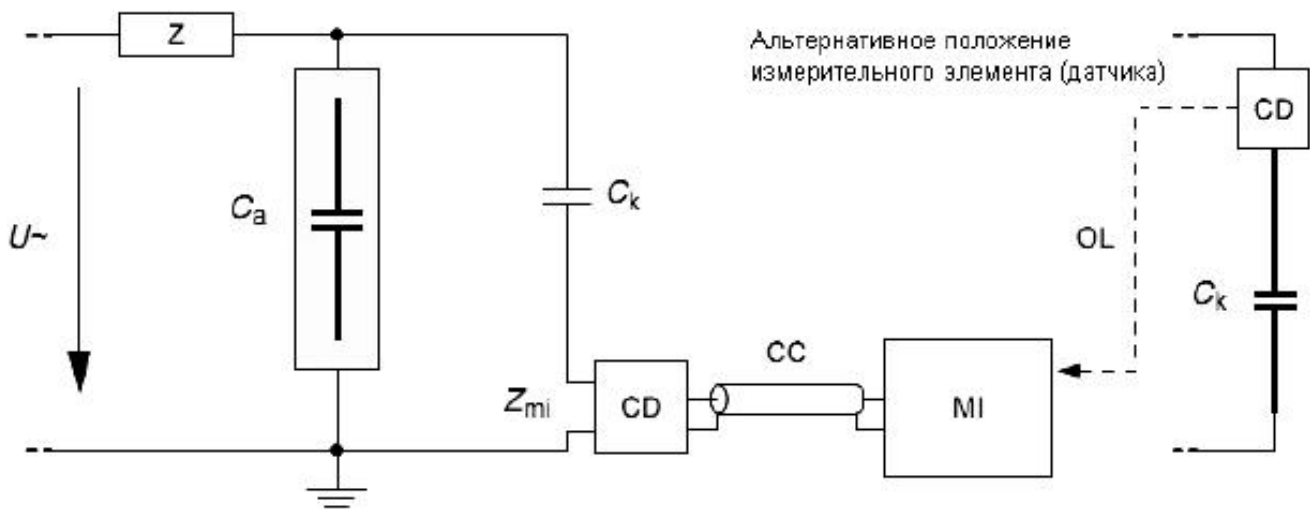 Z
Альтернативное положение
измерительного элемента (датчика)
CD
U~
Ca
Ck
OL
Ck
CC
Zmi
CD
MI